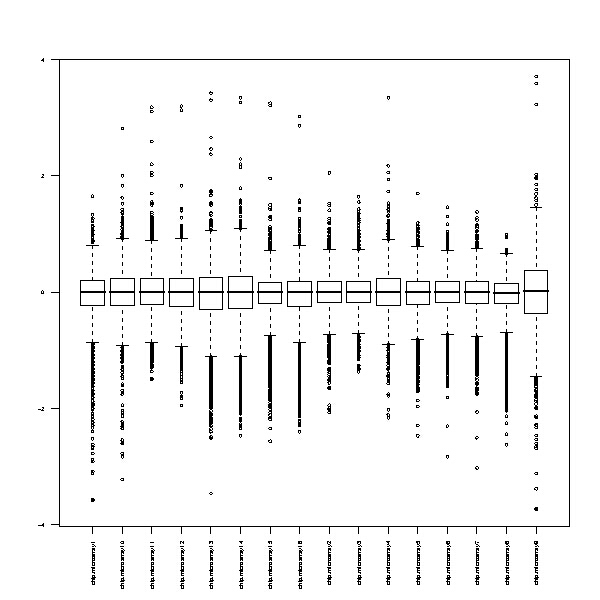 4
2
0
-2
-4
chip.microarray1
chip.microarray10
chip.microarray11
chip.microarray12
chip.microarray13
chip.microarray14
chip.microarray15
chip.microarray16
chip.microarray2
chip.microarray3
chip.microarray4
chip.microarray5
chip.microarray6
chip.microarray7
chip.microarray8
chip.microarray9